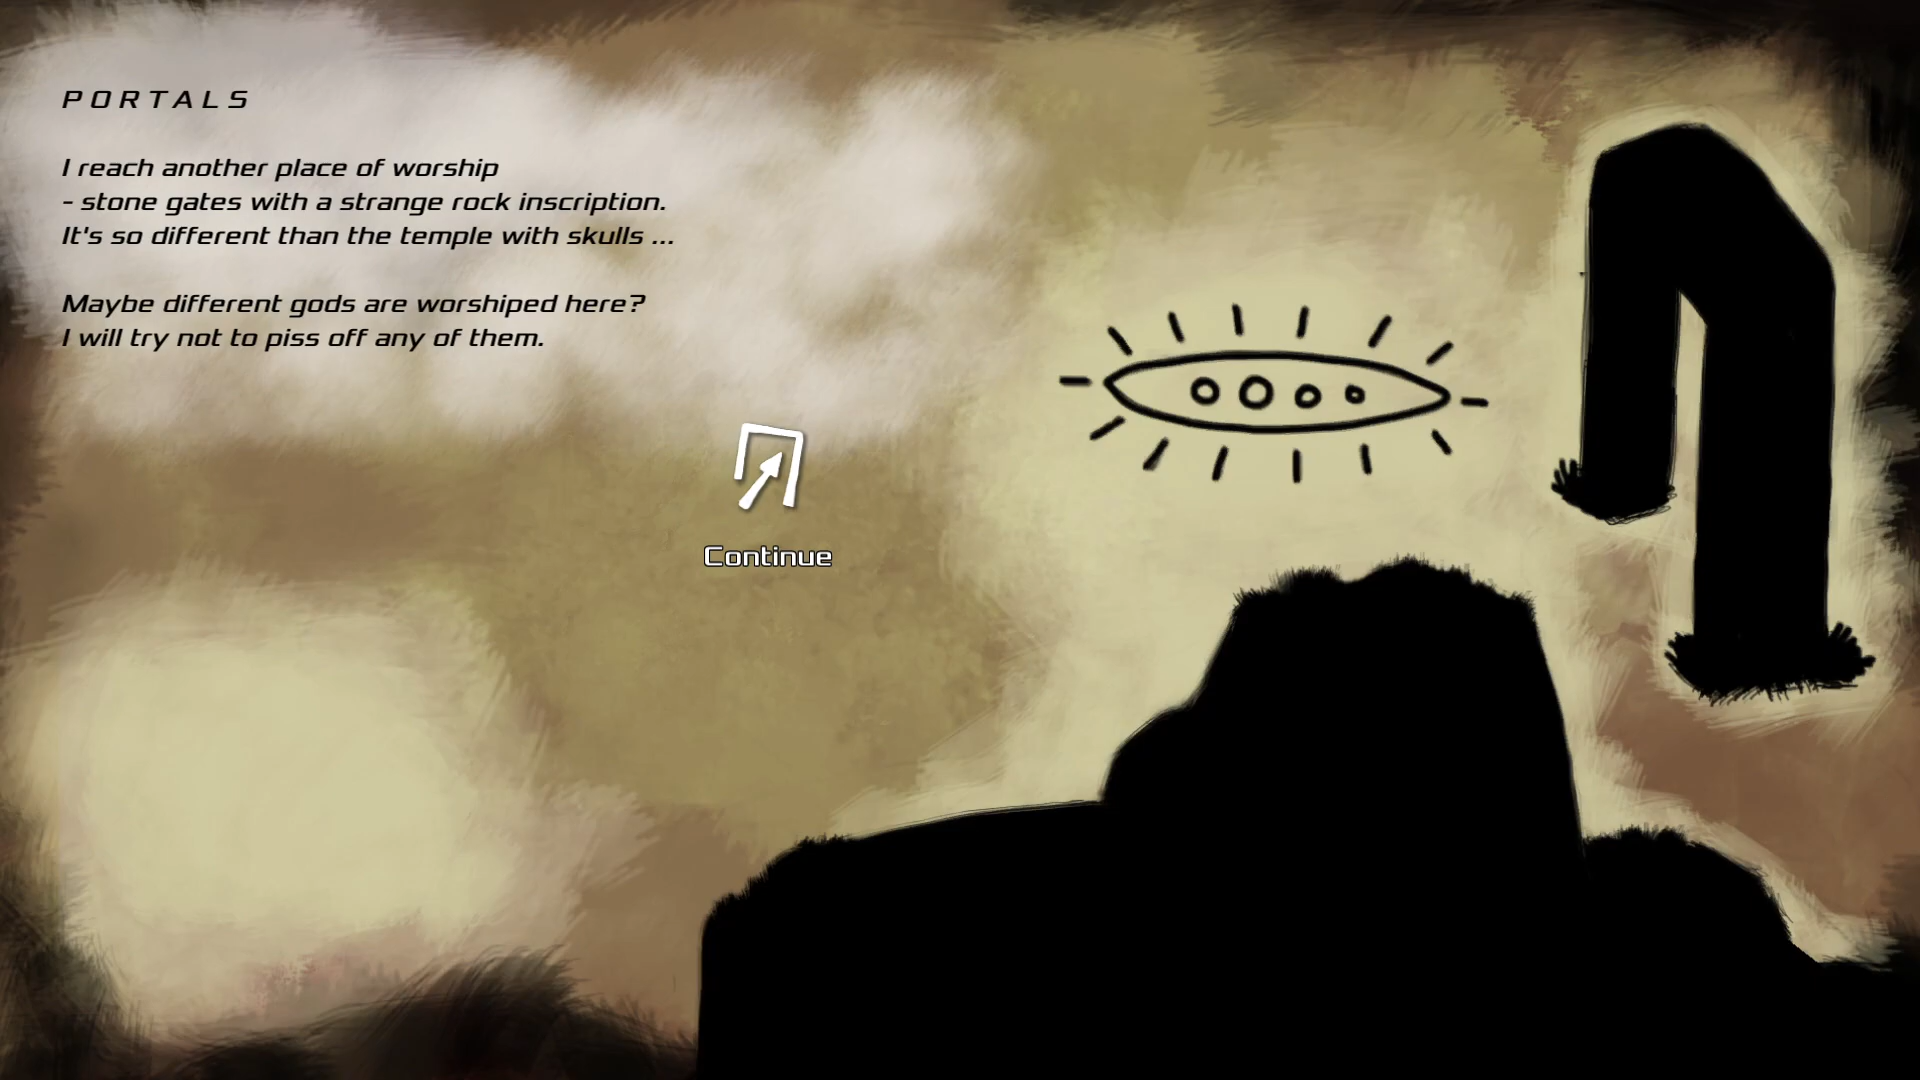 PORTALS
I reach another place of worship
- stone gates with a strange rock inscription.
It's so different than the temple with skulls ...
Maybe different gods are worshiped here?
I will try not to piss off any of them.
Continue